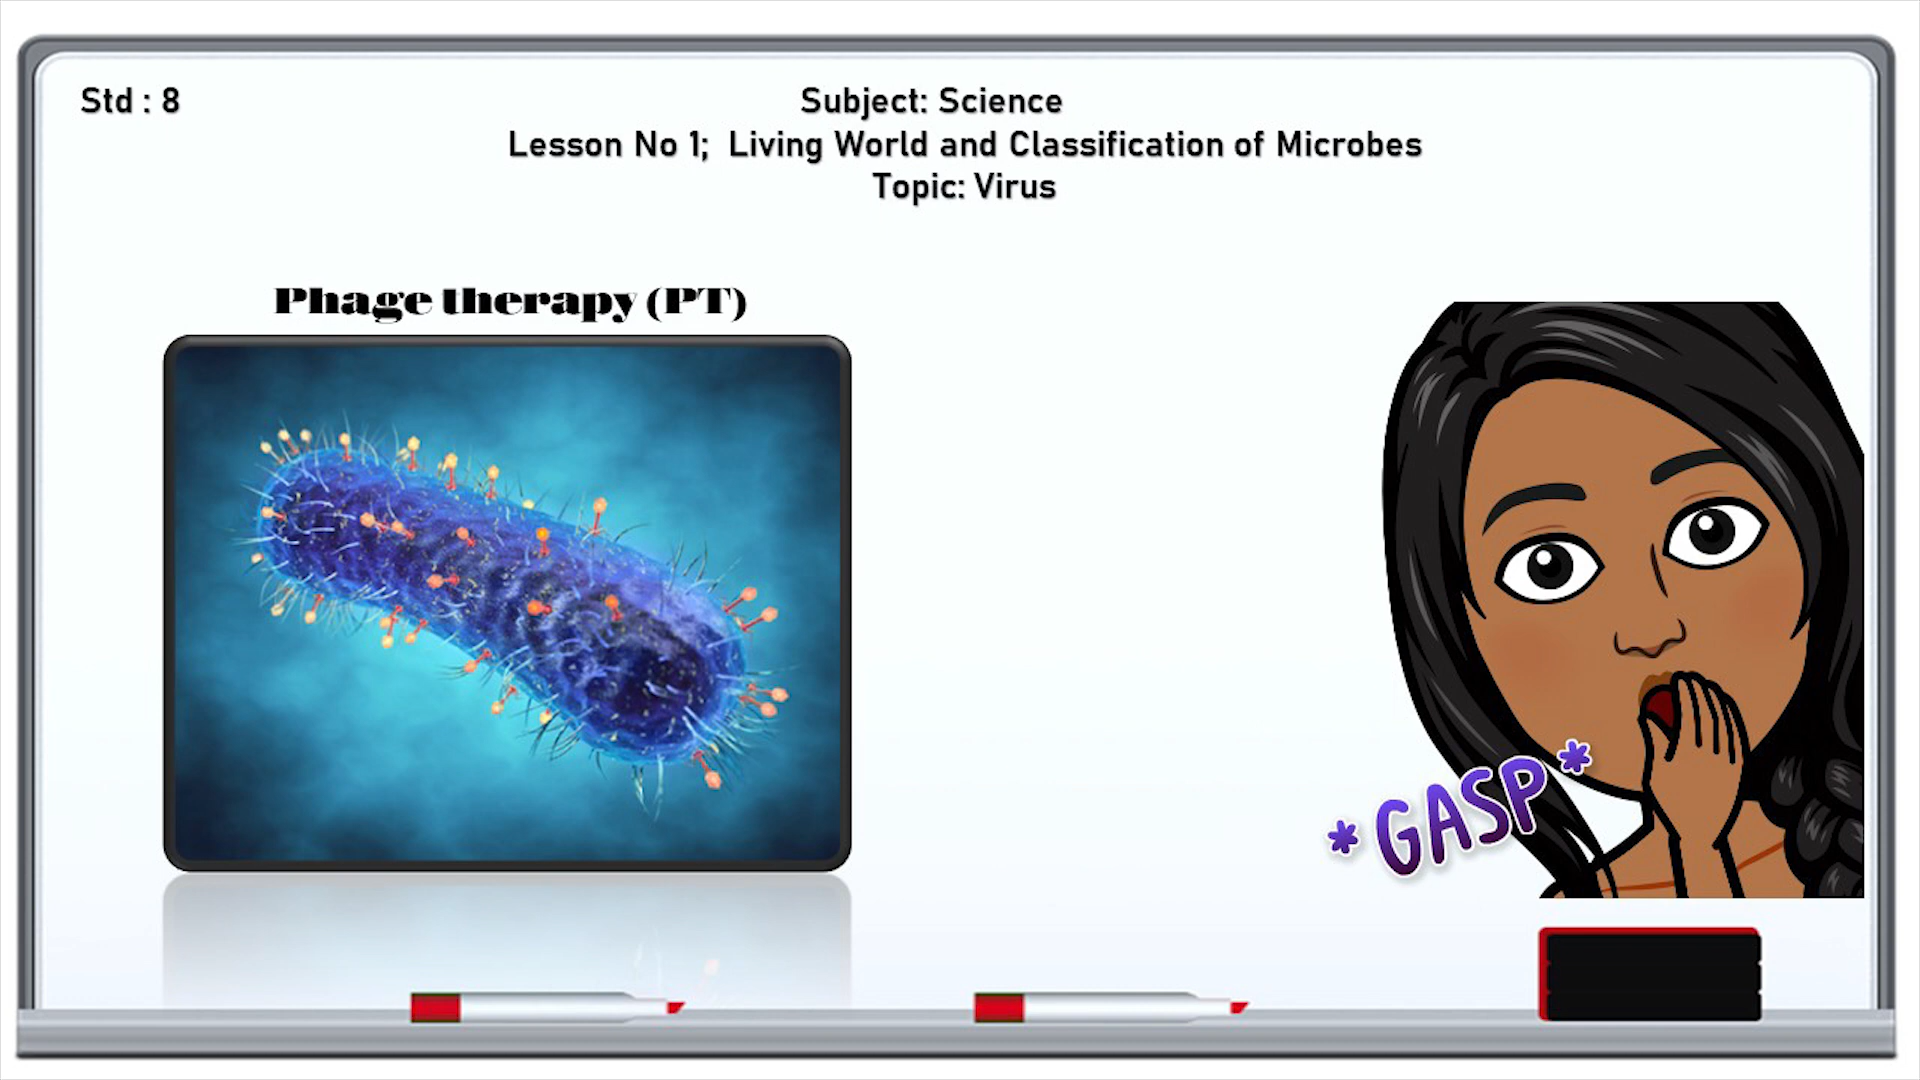 Std : 8
Subject: Science
Lesson No 1; Living World and Classification of Microbes
Topic: Virus
Phage therapy (PT)
*GASP*